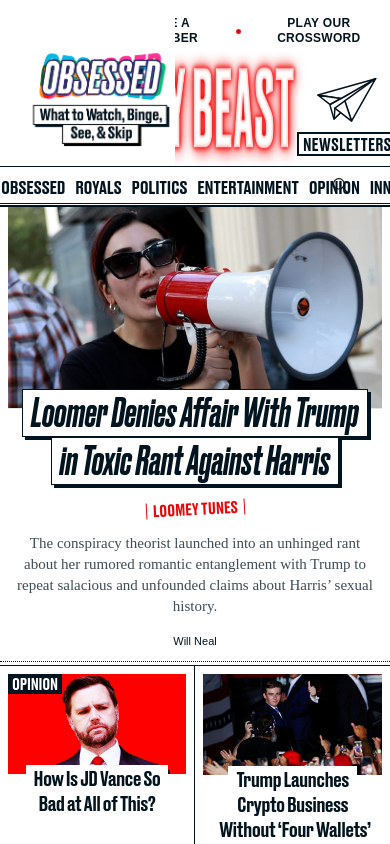 E A
BER
PLAY OUR
CROSSWORD
OBSESSED
What to Watch, Binge,
See, & Skip
Y BEAST
NEWSLETTERS
OBSESSED ROYALS POLITICS ENTERTAINMENT OPINION INN
Loomer Denies Affair With Trump
in Toxic Rant Against Harris
LOOMEY TUNES
The conspiracy theorist launched into an unhinged rant
about her rumored romantic entanglement with Trump to
repeat salacious and unfounded claims about Harris’ sexual
history.
Will Neal
OPINION
How Is JD Vance So
Bad at All of This?
Trump Launches
Crypto Business
Without ‘Four Wallets’